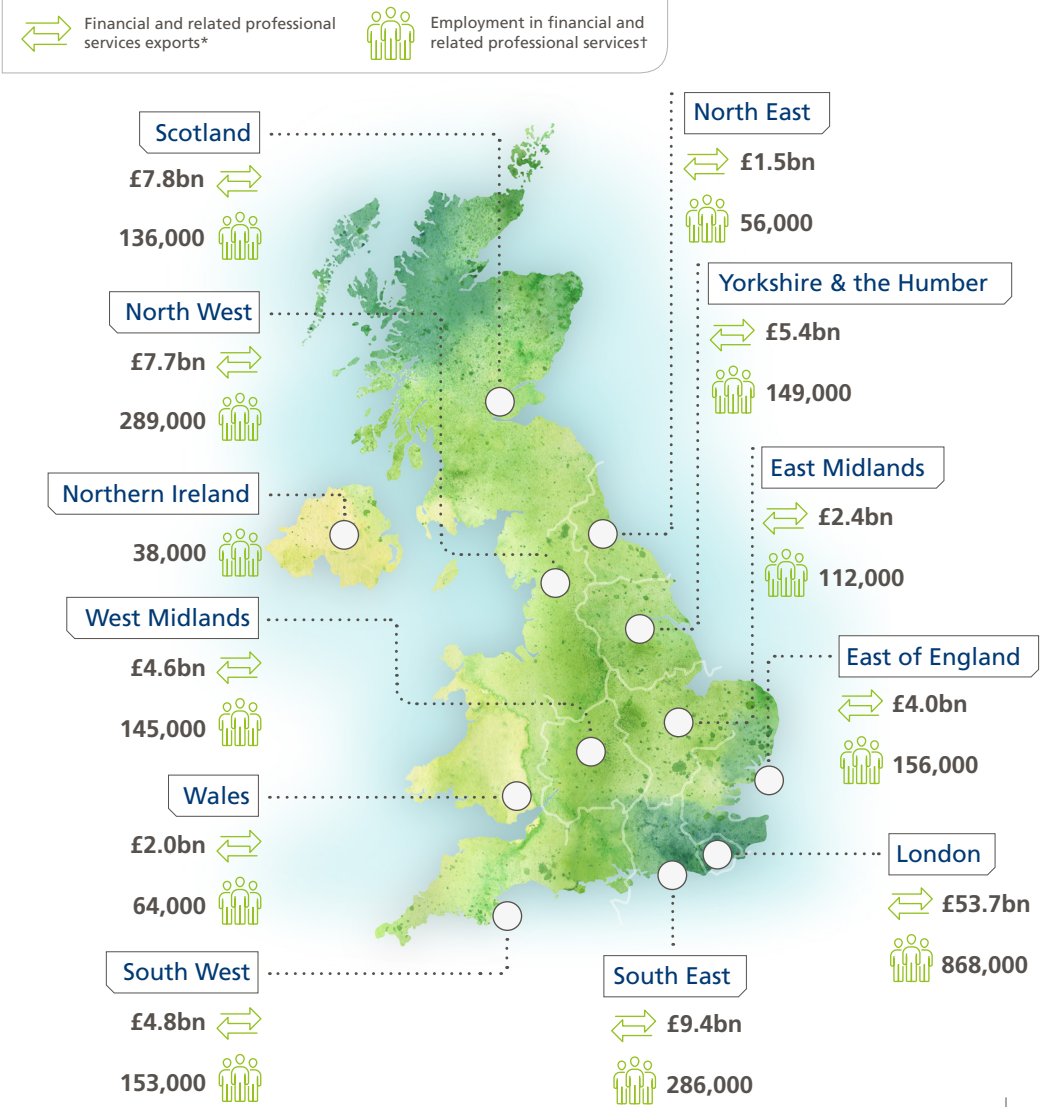 Financial and related professional
services exports*
Employment in financial and
related professional services†
Scotland
£7.8bn
136,000
North West
£7.7bn
289,000
Northern Ireland
38,000
West Midlands
£4.6bn
145,000
Wales
£2.0bn
64,000
South West
£4.8bn
153,000
North East
£1.5bn
56,000
Yorkshire & the Humber
£5.4bn
149,000
East Midlands
£2.4bn
112,000
East of England
£4.0bn
156,000
London
£53.7bn
868,000
South East
£9.4bn
286,000